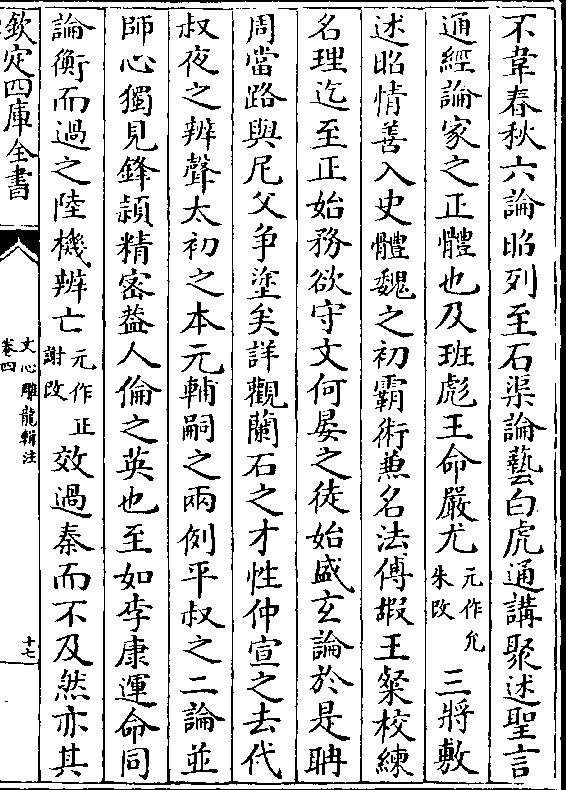 不韋春秋六論昭列至石渠論藝白虎通講聚述聖言
通經論家之正體也及班彪王命嚴尤元作允朱改三將敷
述昭情善入史體魏之初霸術兼名法傅嘏王粲校練
名理迄至正始務欲守文何晏之徒始盛玄論於是聃
周當路與尼父争塗矣詳觀蘭石之才性仲宣之去代
叔夜之辨聲太初之本元輔嗣之兩例平叔之二論並
師心獨見鋒頴精密葢人倫之英也至如李康運命同
論衡而過之陸機辨亡元作正謝改效過秦而不及然亦其
欽定四庫全書
文心雕龍輯注
卷四
十七